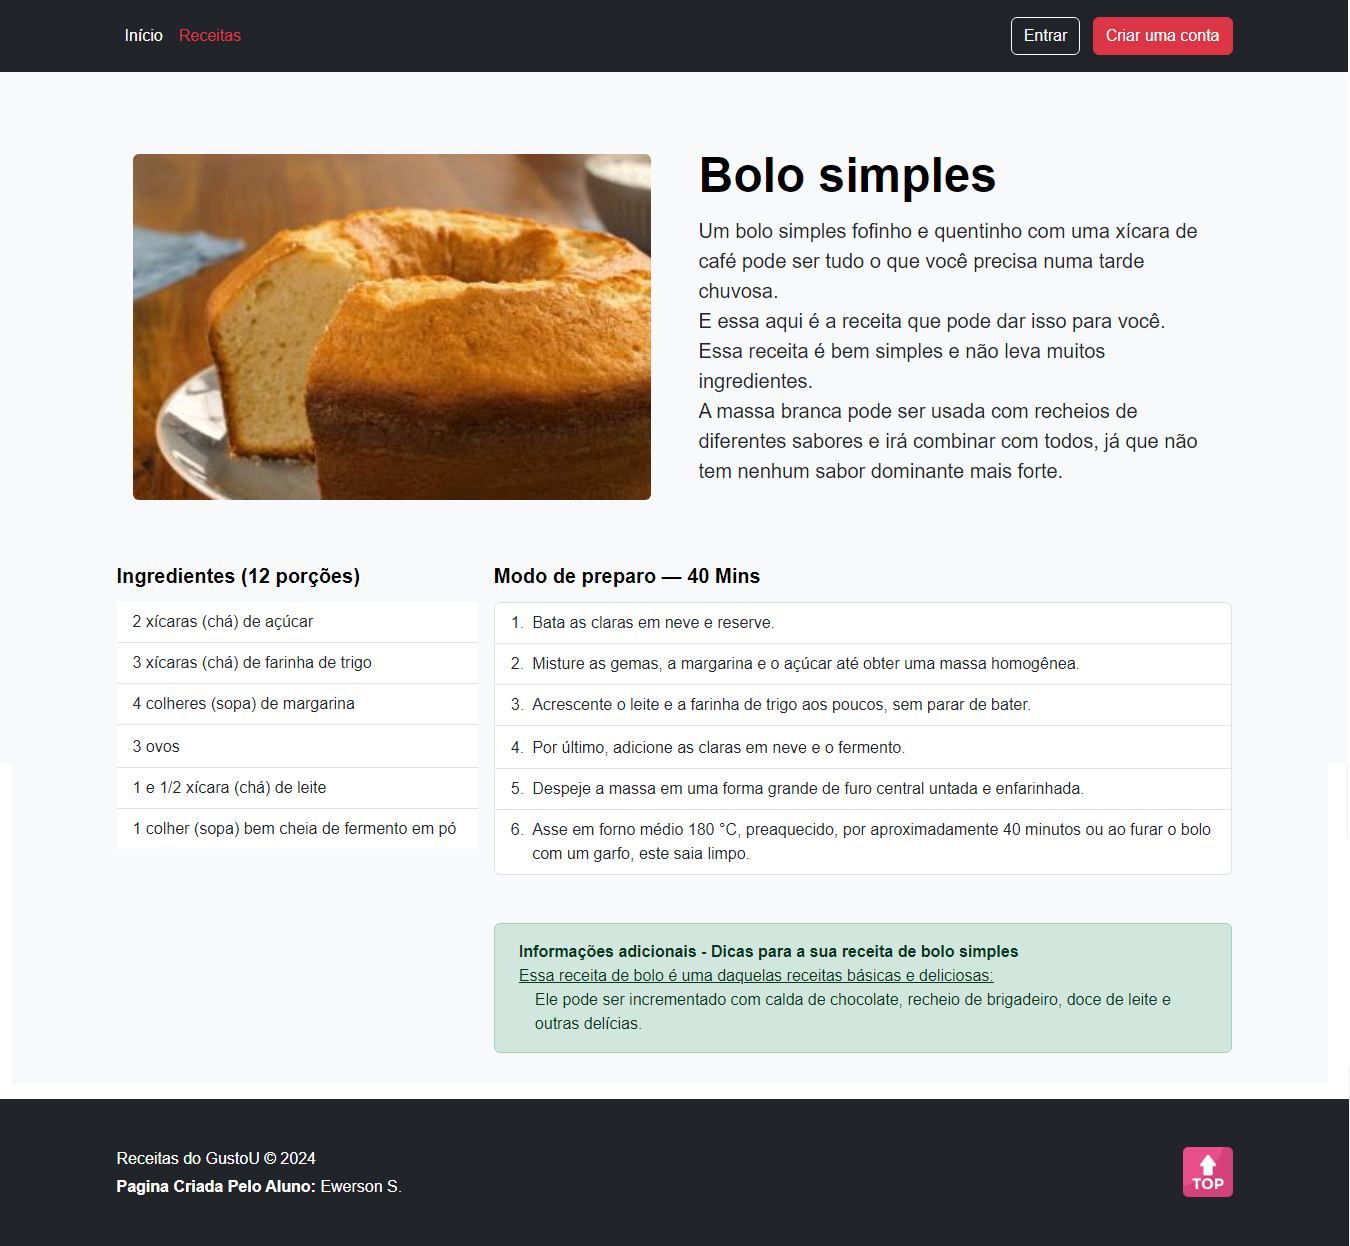 Início Receitas Entrar Criar uma conta
Bolo simples
Um bolo simples fofinho e quentinho com uma xícara de
café pode ser tudo o que você precisa numa tarde
chuvosa.
E essa aqui é a receita que pode dar isso para você.
Essa receita é bem simples e não leva muitos
ingredientes.
A massa branca pode ser usada com recheios de
diferentes sabores e irá combinar com todos, já que não
tem nenhum sabor dominante mais forte.
Ingredientes (12 porções)
2 xícaras (chá) de açúcar
3 xícaras (chá) de farinha de trigo
4 colheres (sopa) de margarina
3 ovos
1 e 1/2 xícara (chá) de leite
1 colher (sopa) bem cheia de fermento em pó
Modo de preparo — 40 Mins
1. Bata as claras em neve e reserve.
2. Misture as gemas, a margarina e o açúcar até obter uma massa homogênea.
3. Acrescente o leite e a farinha de trigo aos poucos, sem parar de bater.
4. Por último, adicione as claras em neve e o fermento.
5. Despeje a massa em uma forma grande de furo central untada e enfarinhada.
6. Asse em forno médio 180 °C, preaquecido, por aproximadamente 40 minutos ou ao furar o bolo
com um garfo, este saia limpo.
Informações adicionais - Dicas para a sua receita de bolo simples
Essa receita de bolo é uma daquelas receitas básicas e deliciosas:
Ele pode ser incrementado com calda de chocolate, recheio de brigadeiro, doce de leite e
outras delícias.
Receitas do GustoU © 2024
Pagina Criada Pelo Aluno: Ewerson S.
TOP